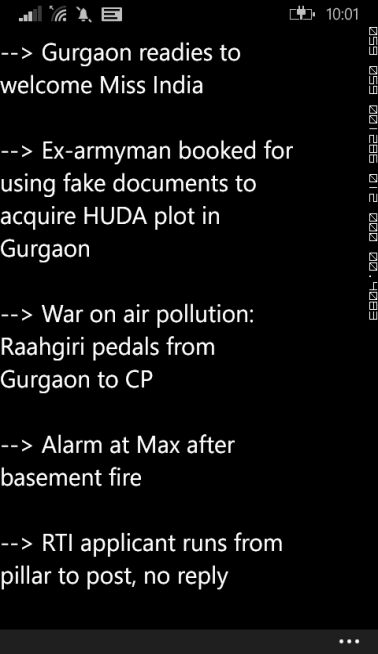 10:01
--> Gurgaon readies to
welcome Miss India
--> Ex-armyman booked for
using fake documents to
acquire HUDA plot in
Gurgaon
--> War on air pollution:
Raahgiri pedals from
Gurgaon to CP
--> Alarm at Max after
basement fire
--> RTI applicant runs from
pillar to post, no reply